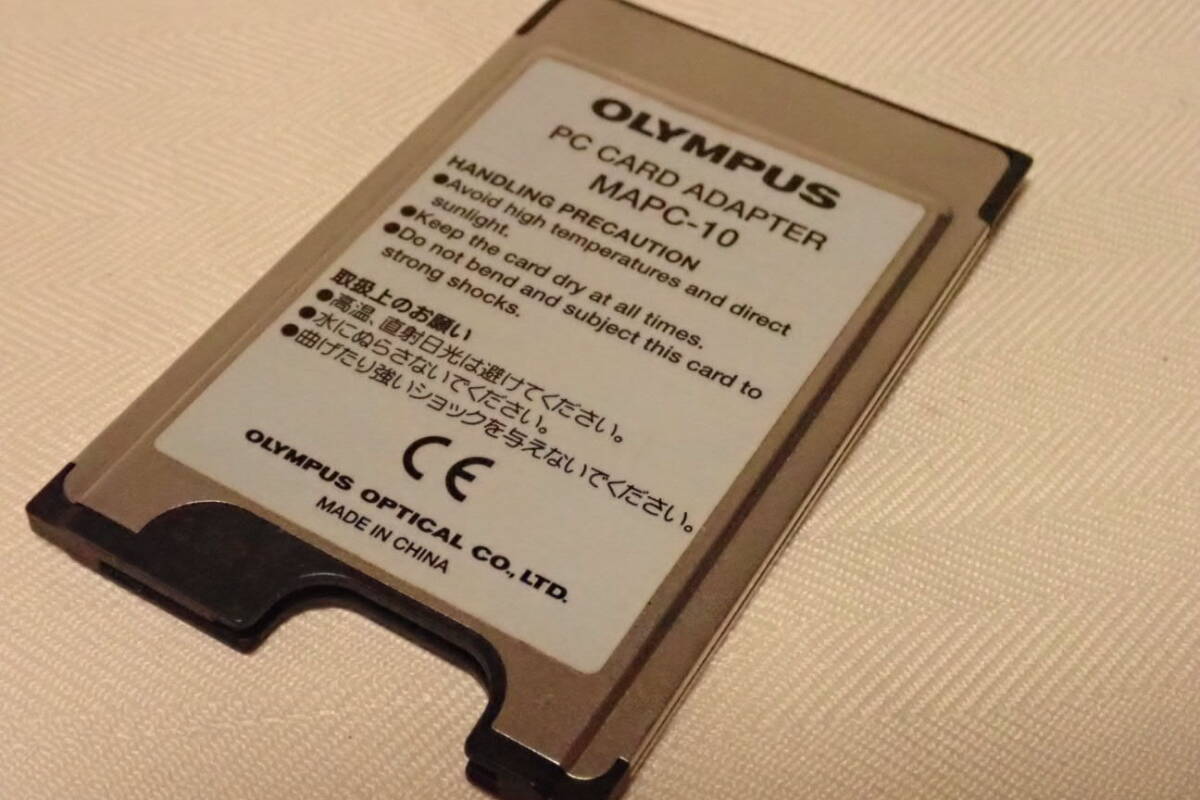 OLYMPUS
PC CARD ADAPTER
MAPC-10
HANDLING PRECAUTION
●Avoid high temperatures and direct
sunlight.
●Keep the card dry at all times.
●Do not bend and subject this card to
strong shocks.
取扱上のお願い
●高温、直射日光は避けてください。
●水にぬらさないでください。
●曲げたり強いショックを与えないでください。
CE
OLYMPUS OPTICAL CO., LTD.
MADE IN CHINA